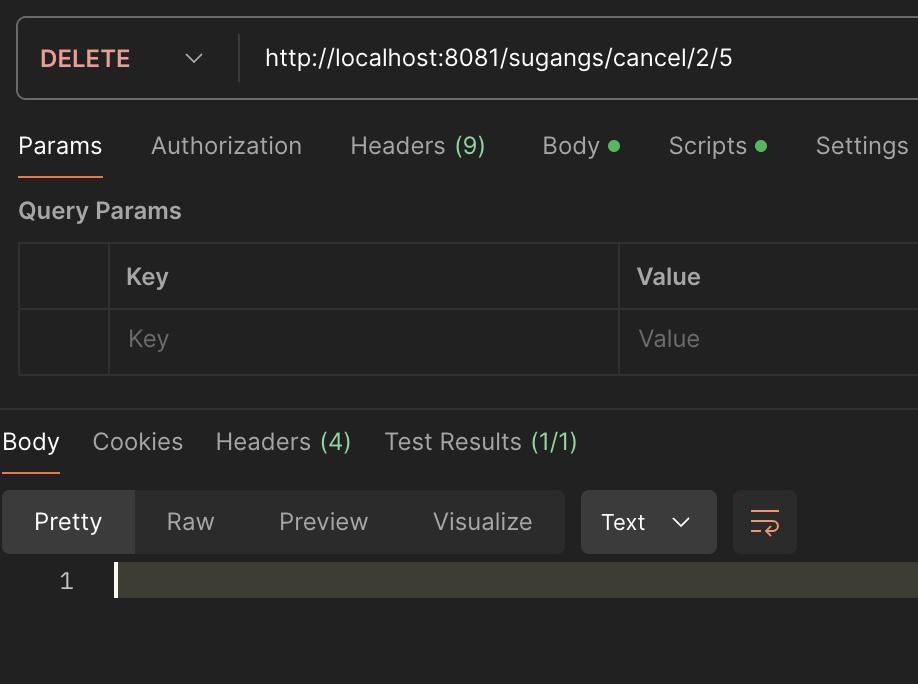 DELETE http://localhost:8081/sugangs/cancel/2/5
Params Authorization Headers (9) Body Scripts Settings
Query Params
Key Value
Key Value
Body Cookies Headers (4) Test Results (1/1)
Pretty Raw Preview Visualize Text
1